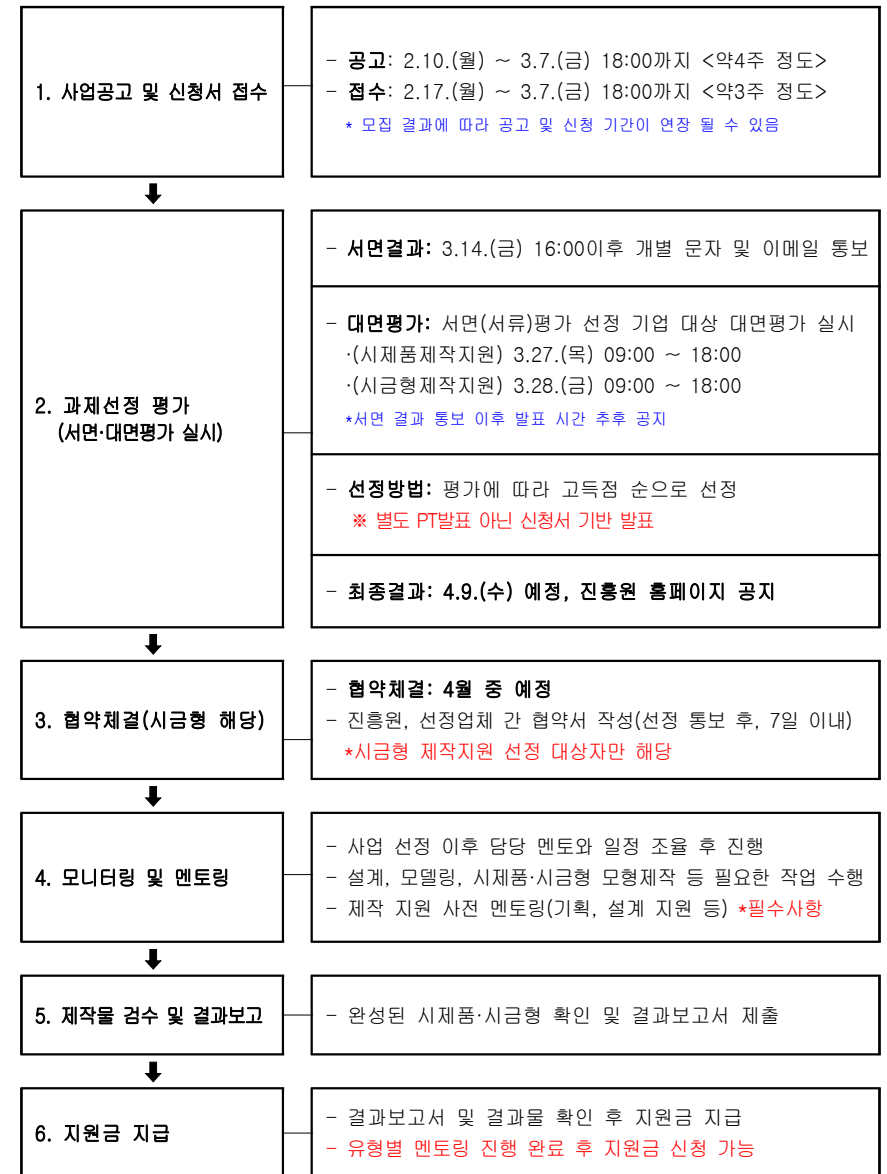 1. 사업공고 및 신청서 접수
- 공고: 2.10.(월) ~ 3.7.(금) 18:00까지 <약4주 정도>
- 접수: 2.17.(월) ~ 3.7.(금) 18:00까지 <약3주 정도>
* 모집 결과에 따라 공고 및 신청 기간이 연장 될 수 있음
2. 과제선정 평가
(서면·대면평가 실시)
- 서면결과: 3.14.(금) 16:00이후 개별 문자 및 이메일 통보
- 대면평가: 서면(서류)평가 선정 기업 대상 대면평가 실시
·(시제품제작지원) 3.27.(목) 09:00 ~ 18:00
·(시금형제작지원) 3.28.(금) 09:00 ~ 18:00
*서면 결과 통보 이후 발표 시간 추후 공지
- 선정방법: 평가에 따라 고득점 순으로 선정
※ 별도 PT발표 아닌 신청서 기반 발표
- 최종결과: 4.9.(수) 예정, 진흥원 홈페이지 공지
3. 협약체결(시금형 해당)
- 협약체결: 4월 중 예정
- 진흥원, 선정업체 간 협약서 작성(선정 통보 후, 7일 이내)
*시금형 제작지원 선정 대상자만 해당
4. 모니터링 및 멘토링
- 사업 선정 이후 담당 멘토와 일정 조율 후 진행
- 설계, 모델링, 시제품·시금형 모형제작 등 필요한 작업 수행
- 제작 지원 사전 멘토링(기획, 설계 지원 등) *필수사항
5. 제작물 검수 및 결과보고
- 완성된 시제품·시금형 확인 및 결과보고서 제출
6. 지원금 지급
- 결과보고서 및 결과물 확인 후 지원금 지급
- 유형별 멘토링 진행 완료 후 지원금 신청 가능